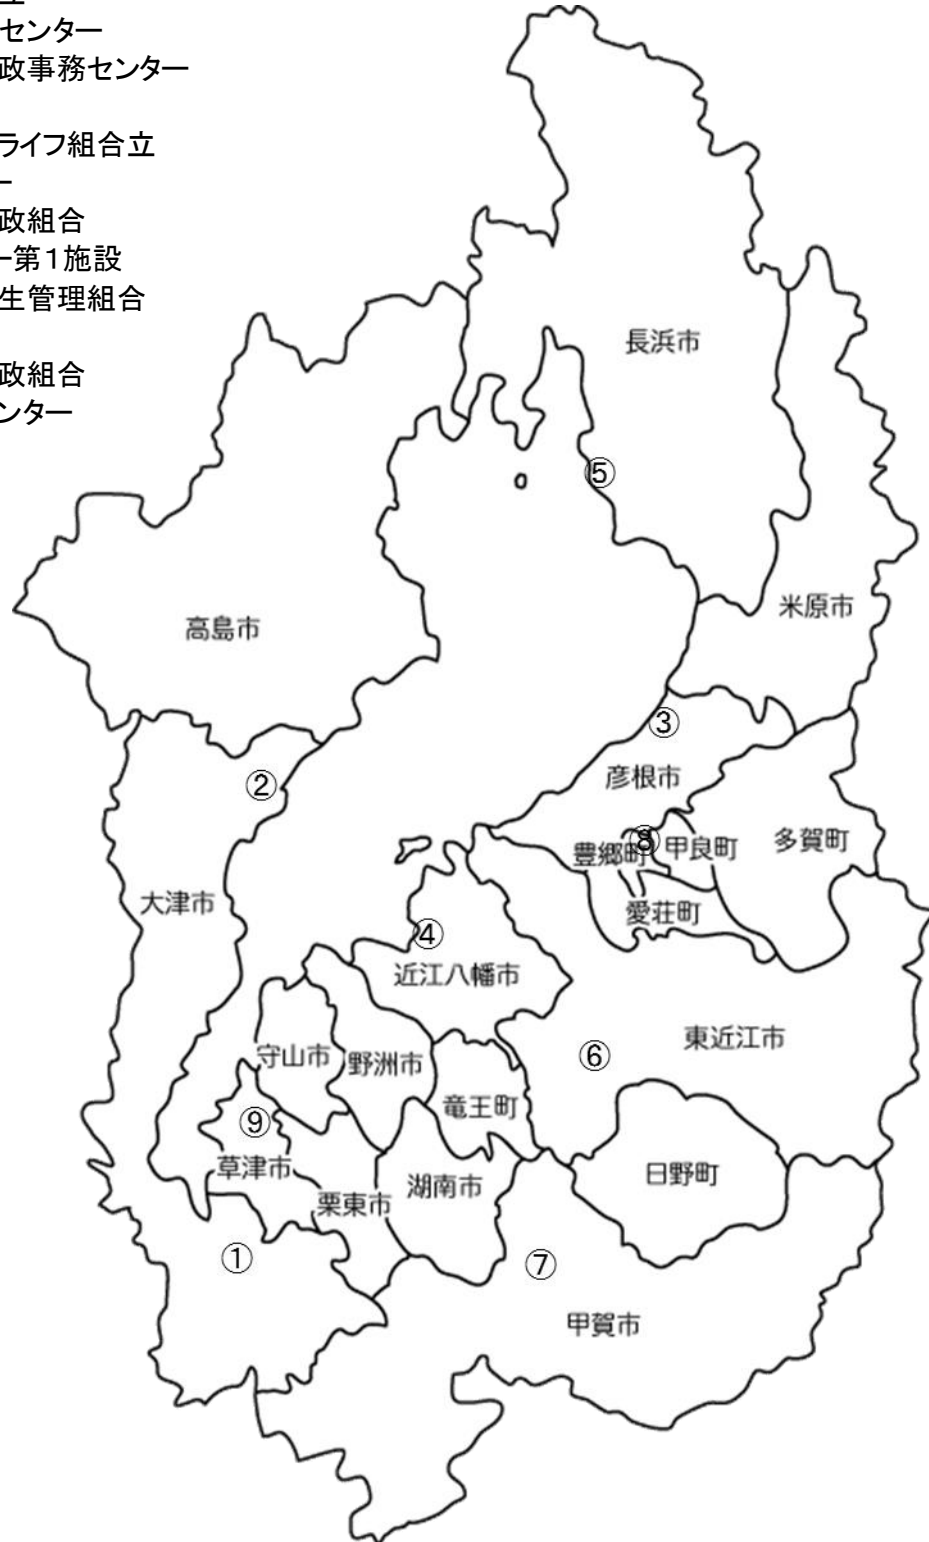 センター
政事務センター
ライフ組合立
ー
政組合
ー第１施設
生管理組合
政組合
ンター
長浜市
⑤
米原市
高島市
③
彦根市
②
⑧
豊郷町
甲良町
多賀町
大津市
愛荘町
④
近江八幡市
東近江市
守山市
野洲市
⑥
竜王町
⑨
草津市
日野町
湖南市
栗東市
①
⑦
甲賀市